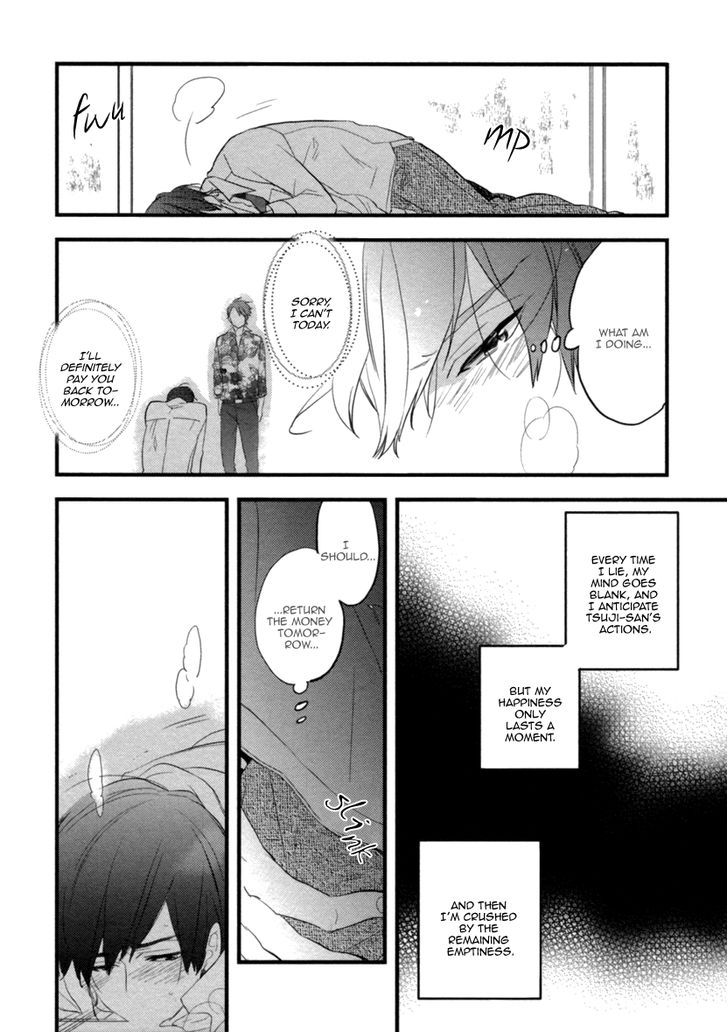 fwu
mp
WHAT AM
I DOING...
SORRY,
I CAN'T
TODAY.
I'LL
DEFINITELY
PAY YOU
BACK TO-
MORROW...
EVERY TIME
I LIE, MY
MIND GOES
BLANK, AND
I ANTICIPATE
TSUJI-SAN'S
ACTIONS.
BUT MY
HAPPINESS
ONLY
LASTS A
MOMENT.
AND THEN
I'M CRUSHED
BY THE
REMAINING
EMPTINESS.
I
SHOULD...
...RETURN
THE MONEY
TOMOR-
ROW...
slink